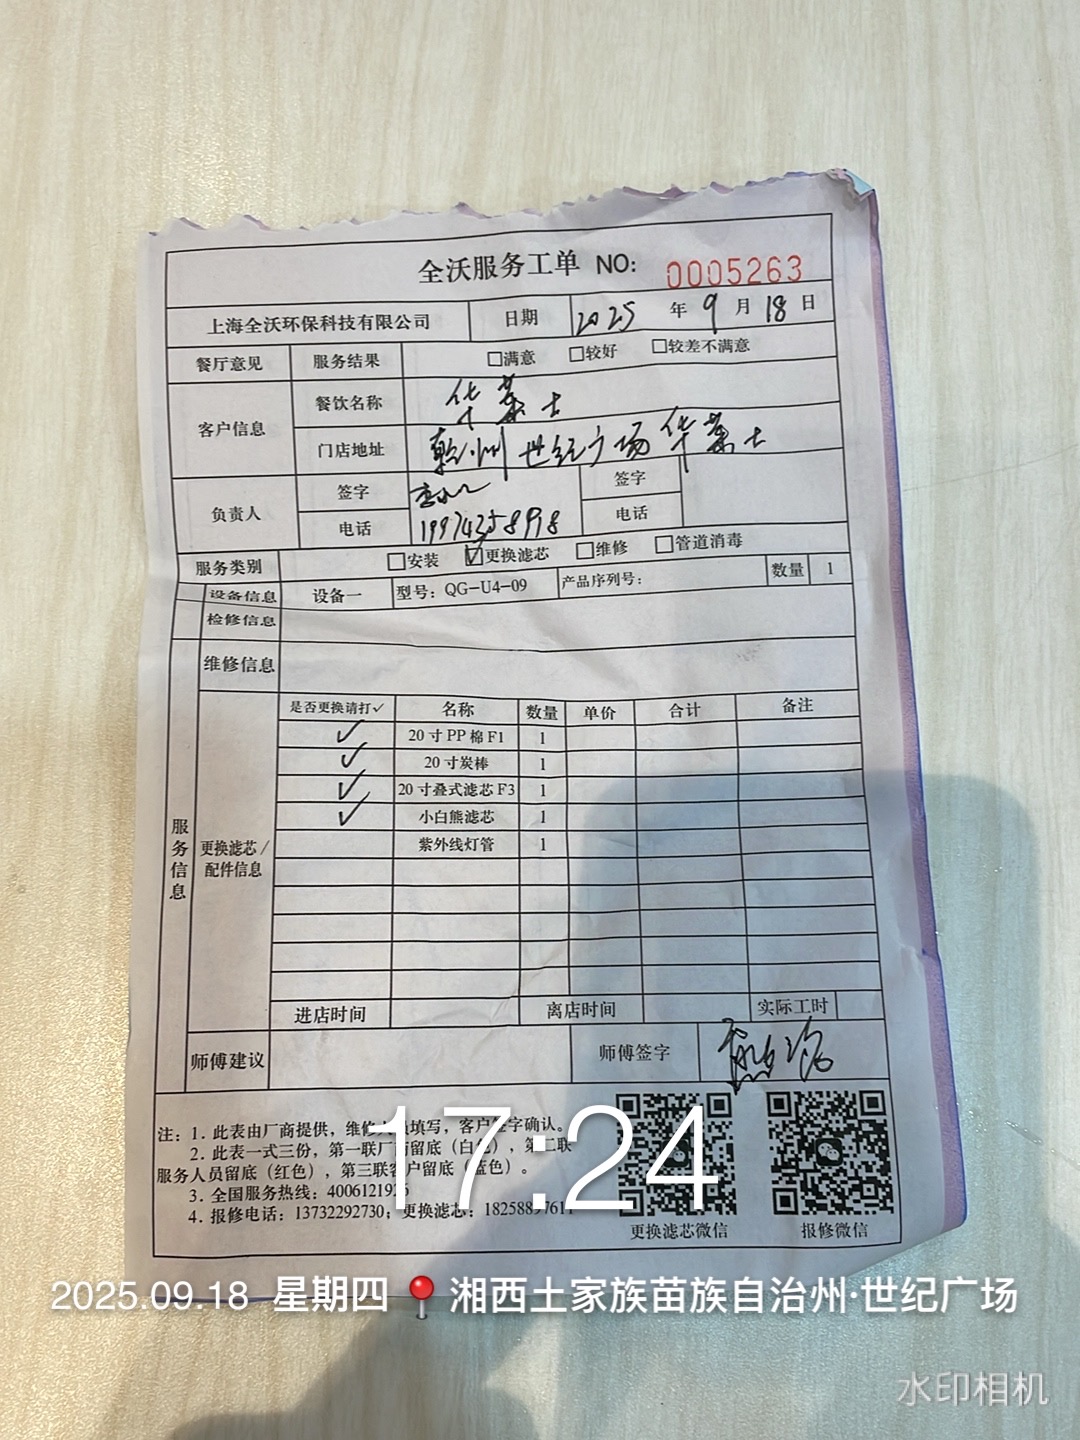 全沃服务工单 NO: 0005263
上海全沃环保科技有限公司 日期 2025 年 9 月 18 日
餐厅意见 服务结果 □满意 □较好 □较差不满意
客户信息 餐饮名称 华莱士
门店地址 乾州世纪广场华莱士
负责人 签字 签字
电话 19974358918 电话
服务类别 □安装 ☑更换滤芯 □维修 □管道消毒
设备信息 设备一 型号：QG-U4-09 产品序列号： 数量 1
检修信息
维修信息
服务信息
更换滤芯/配件信息
是否更换请打✓ 名称 数量 单价 合计 备注
✓ 20寸PP棉F1 1
✓ 20寸炭棒 1
✓ 20寸叠式滤芯F3 1
✓ 小白熊滤芯 1
紫外线灯管 1
进店时间 离店时间 实际工时
师傅建议 师傅签字
注：1. 此表由厂商提供，维修 填写，客户 字确认。
2. 此表一式三份，第一联厂 留底（白 ），第二联
服务人员留底（红色），第三联客户留底（蓝色）。
3. 全国服务热线：4006121926
4. 报修电话：13732292730；更换滤芯：
更换滤芯微信 报修微信
17:24
2025.09.18 星期四 湘西土家族苗族自治州·世纪广场
水印相机